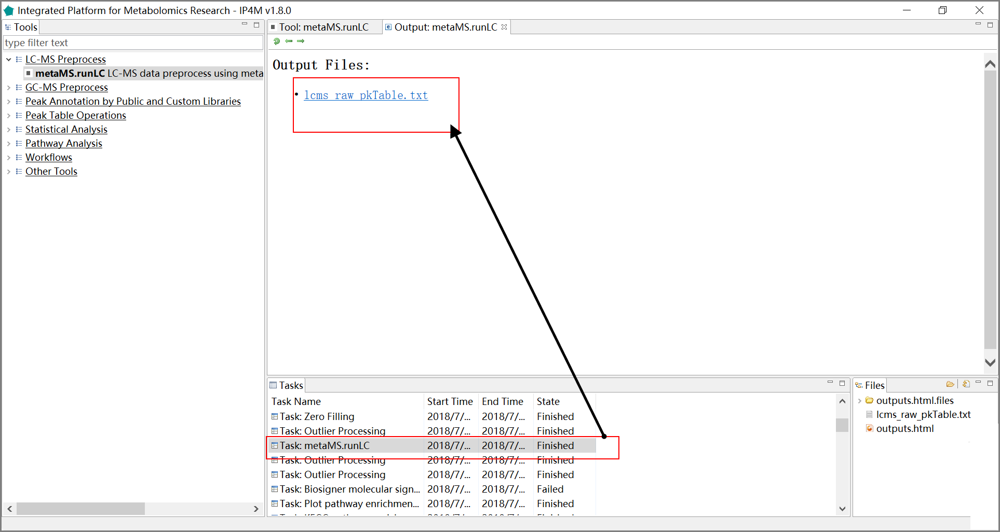 Integrated Platform for Metabolomics Research - IP4M v1.8.0
Tools
type filter text
LC-MS Preprocess
metaMS.runLC LC-MS data preprocess using meta
GC-MS Preprocess
Peak Annotation by Public and Custom Libraries
Peak Table Operations
Statistical Analysis
Pathway Analysis
Workflows
Other Tools
Tool: metaMS.runLC
Output: metaMS.runLC
Output Files:
• lcms_raw_pkTable.txt
Tasks
Task Name Start Time End Time State
Task: Zero Filling 2018/7/... 2018/7/... Finished
Task: Outlier Processing 2018/7/... 2018/7/... Finished
Task: metaMS.runLC 2018/7/... 2018/7/... Finished
Task: Outlier Processing 2018/7/... 2018/7/... Finished
Task: Outlier Processing 2018/7/... 2018/7/... Finished
Task: Biosigner molecular sign... 2018/7/... 2018/7/... Failed
Task: Plot pathway enrichmen... 2018/7/... 2018/7/... Finished
Files
outputs.html.files
lcms_raw_pkTable.txt
outputs.html